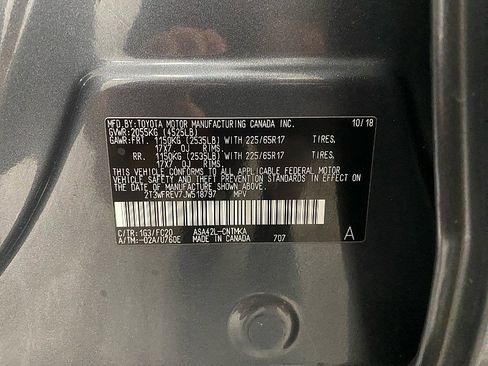 MFD.BY:TOYOTA MOTOR MANUFACTURING CANADA INC. 10/18
GVWR:2055KG (4525LB)
GAWR:FRT. 1150KG (2535LB) WITH 225/65R17 TIRES,
17X7.0J RIMS.
RR. 1150KG (2535LB) WITH 225/65R17 TIRES,
17X7.0J RIMS.
THIS VEHICLE CONFORMS TO ALL APPLICABLE FEDERAL MOTOR
VEHICLE SAFETY AND THEFT PREVENTION STANDARDS IN EFFECT ON
THE DATE OF MANUFACTURE SHOWN ABOVE.
2T3WFREV7JW518797 MPV
C/TR:1G3/FC20 ASA42L-CNTMKA
A/TM:-02A/U760E MADE IN CANADA 707 A